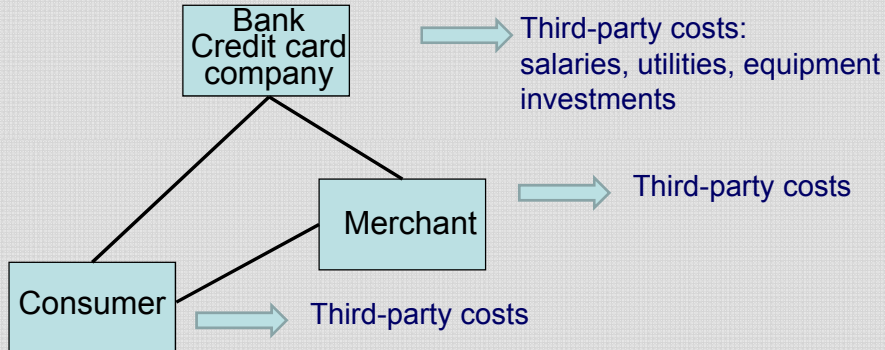 Bank
Credit card
company
Third-party costs:
salaries, utilities, equipment
investments
Merchant
Third-party costs
Consumer
Third-party costs